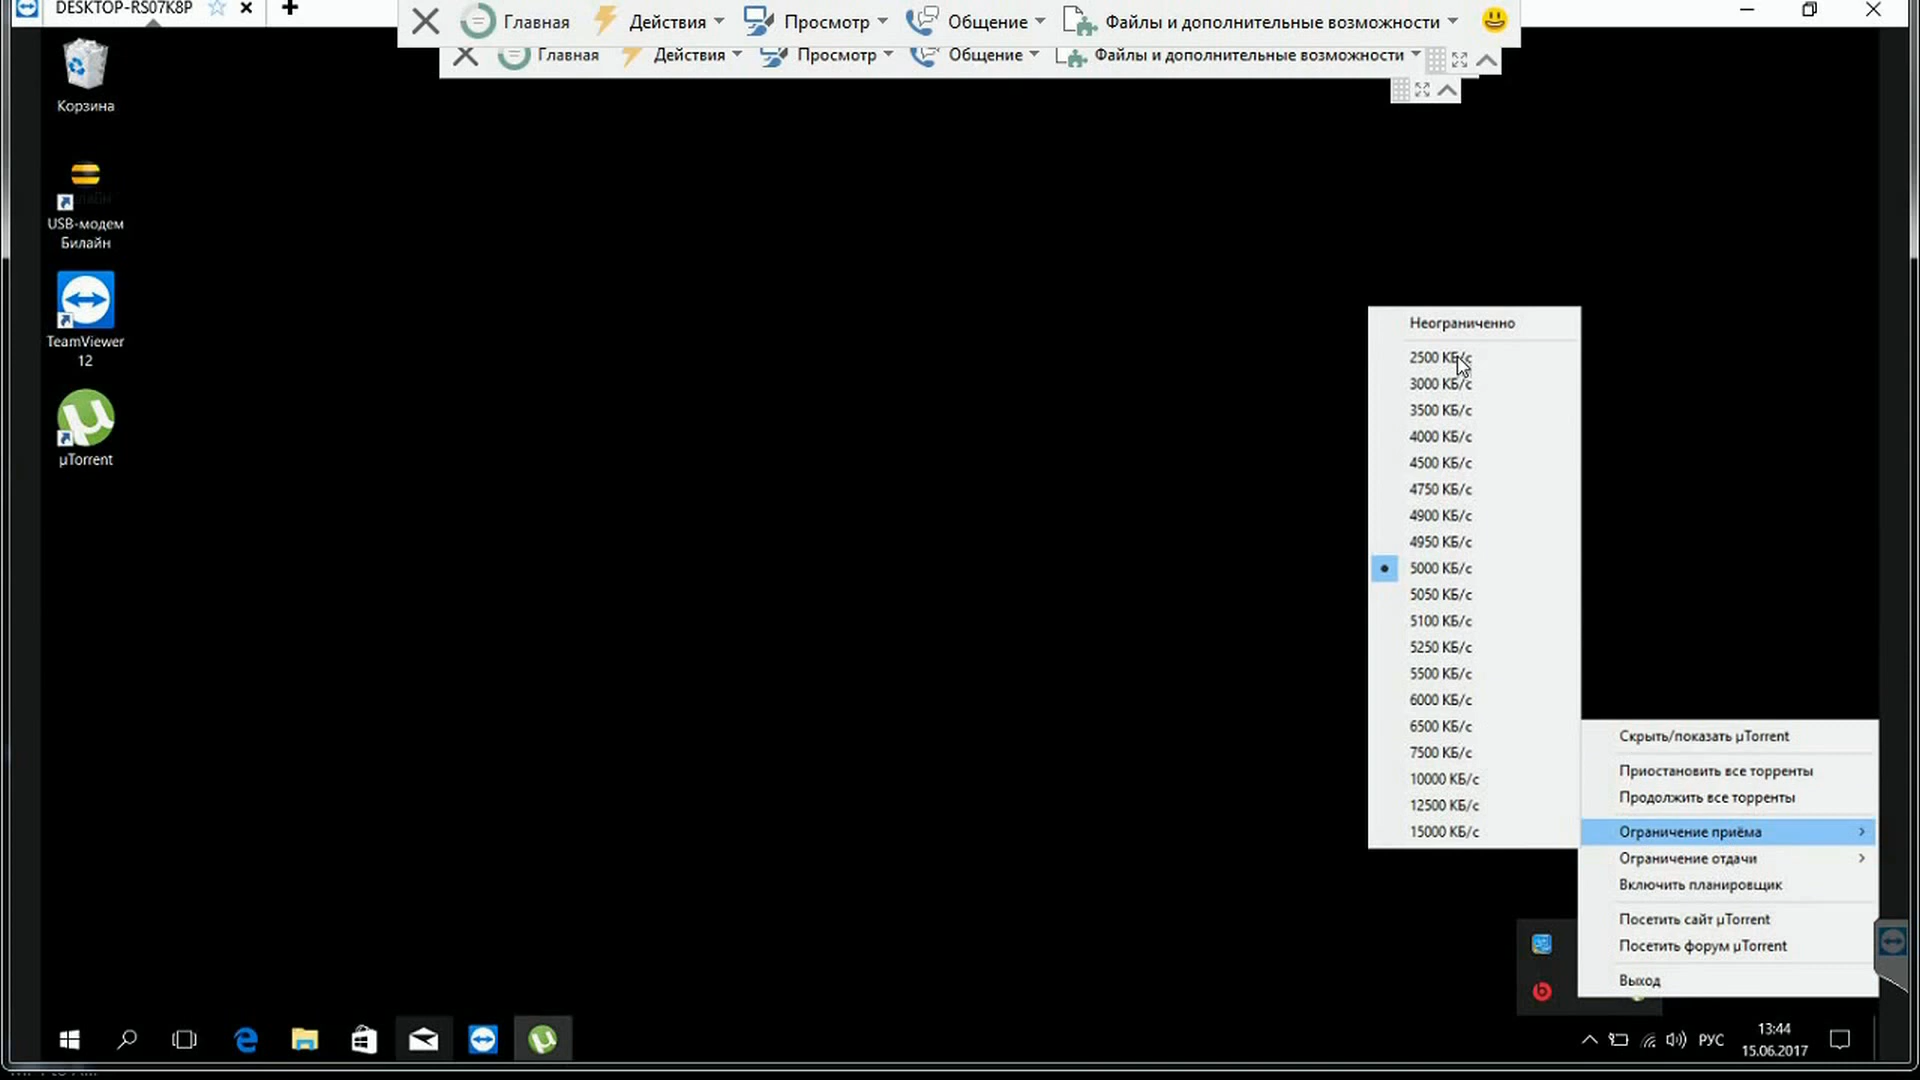 DESKTOP-RS07K8P
Главная Действия Просмотр Общение Файлы и дополнительные возможности
Главная Действия Просмотр Общение Файлы и дополнительные возможности
Корзина
USB-модем
Билайн
TeamViewer
12
µTorrent
Неограниченно
2500 КБ/с
3000 КБ/с
3500 КБ/с
4000 КБ/с
4500 КБ/с
4750 КБ/с
4900 КБ/с
4950 КБ/с
5000 КБ/с
5050 КБ/с
5100 КБ/с
5250 КБ/с
5500 КБ/с
6000 КБ/с
6500 КБ/с
7500 КБ/с
10000 КБ/с
12500 КБ/с
15000 КБ/с
Скрыть/показать µTorrent
Приостановить все торренты
Продолжить все торренты
Ограничение приёма
Ограничение отдачи
Включить планировщик
Посетить сайт µTorrent
Посетить форум µTorrent
Выход
РУС
13:44
15.06.2017